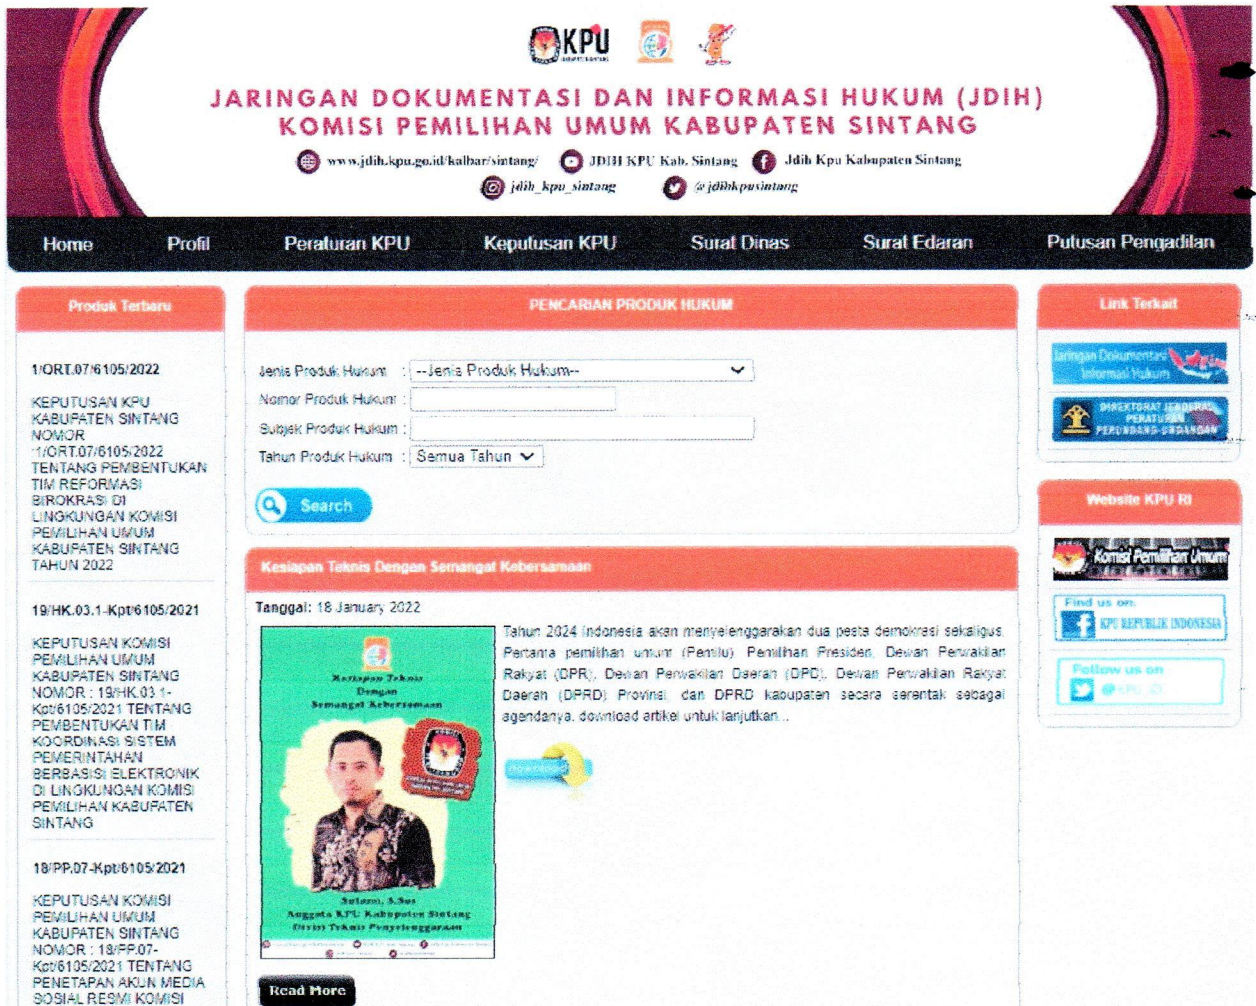 KPU
JARINGAN DOKUMENTASI DAN INFORMASI HUKUM (JDIH)
KOMISI PEMILIHAN UMUM KABUPATEN SINTANG
www.jdih.kpu.go.id/kalbar/sintang/ JDIH KPU Kab. Sintang Jdih Kpu Kabupaten Sintang
jdih_kpu_sintang @jdihkpusintang
Home Profil Peraturan KPU Keputusan KPU Surat Dinas Surat Edaran Putusan Pengadilan
Produk Terbaru
1/ORT.07/6105/2022
KEPUTUSAN KPU
KABUPATEN SINTANG
NOMOR
:1/ORT.07/6105/2022
TENTANG PEMBENTUKAN
TIM REFORMASI
BIROKRASI DI
LINGKUNGAN KOMISI
PEMILIHAN UMUM
KABUPATEN SINTANG
TAHUN 2022
19/HK.03.1-Kpt/6105/2021
KEPUTUSAN KOMISI
PEMILIHAN UMUM
KABUPATEN SINTANG
NOMOR : 19/HK.03.1-
Kpt/6105/2021 TENTANG
PEMBENTUKAN TIM
KOORDINASI SISTEM
PEMERINTAHAN
BERBASISI ELEKTRONIK
DI LINGKUNGAN KOMISI
PEMILIHAN KABUPATEN
SINTANG
18/PP.07-Kpt/6105/2021
KEPUTUSAN KOMISI
PEMILIHAN UMUM
KABUPATEN SINTANG
NOMOR : 18/PP.07-
Kpt/6105/2021 TENTANG
PENETAPAN AKUN MEDIA
SOSIAL RESMI KOMISI
PENCARIAN PRODUK HUKUM
Jenis Produk Hukum : --Jenis Produk Hukum--
Nomor Produk Hukum :
Subjek Produk Hukum :
Tahun Produk Hukum : Semua Tahun
Search
Kesiapan Teknis Dengan Semangat Kebersamaan
Tanggal: 18 January 2022
Kesiapan Teknis
Dengan
Semangat Kebersamaan
Sutami, S.Sos
Anggota KPU Kabupaten Sintang
Divisi Teknis Penyelenggaraan
Tahun 2024 Indonesia akan menyelenggarakan dua pesta demokrasi sekaligus.
Pertama pemilihan umum (Pemilu) Pemilihan Presiden, Dewan Perwakilan
Rakyat (DPR), Dewan Perwakilan Daerah (DPD), Dewan Perwakilan Rakyat
Daerah (DPRD) Provinsi, dan DPRD kabupaten secara serentak sebagai
agendanya. download artikel untuk lanjutkan...
Download
Read More
Link Terkait
Jaringan Dokumentasi
Informasi Hukum
DIREKTORAT JENDERAL
PERATURAN
PERUNDANG-UNDANGAN
Website KPU RI
Komisi Pemilihan Umum
Find us on:
KPU REPUBLIK INDONESIA
Follow us on